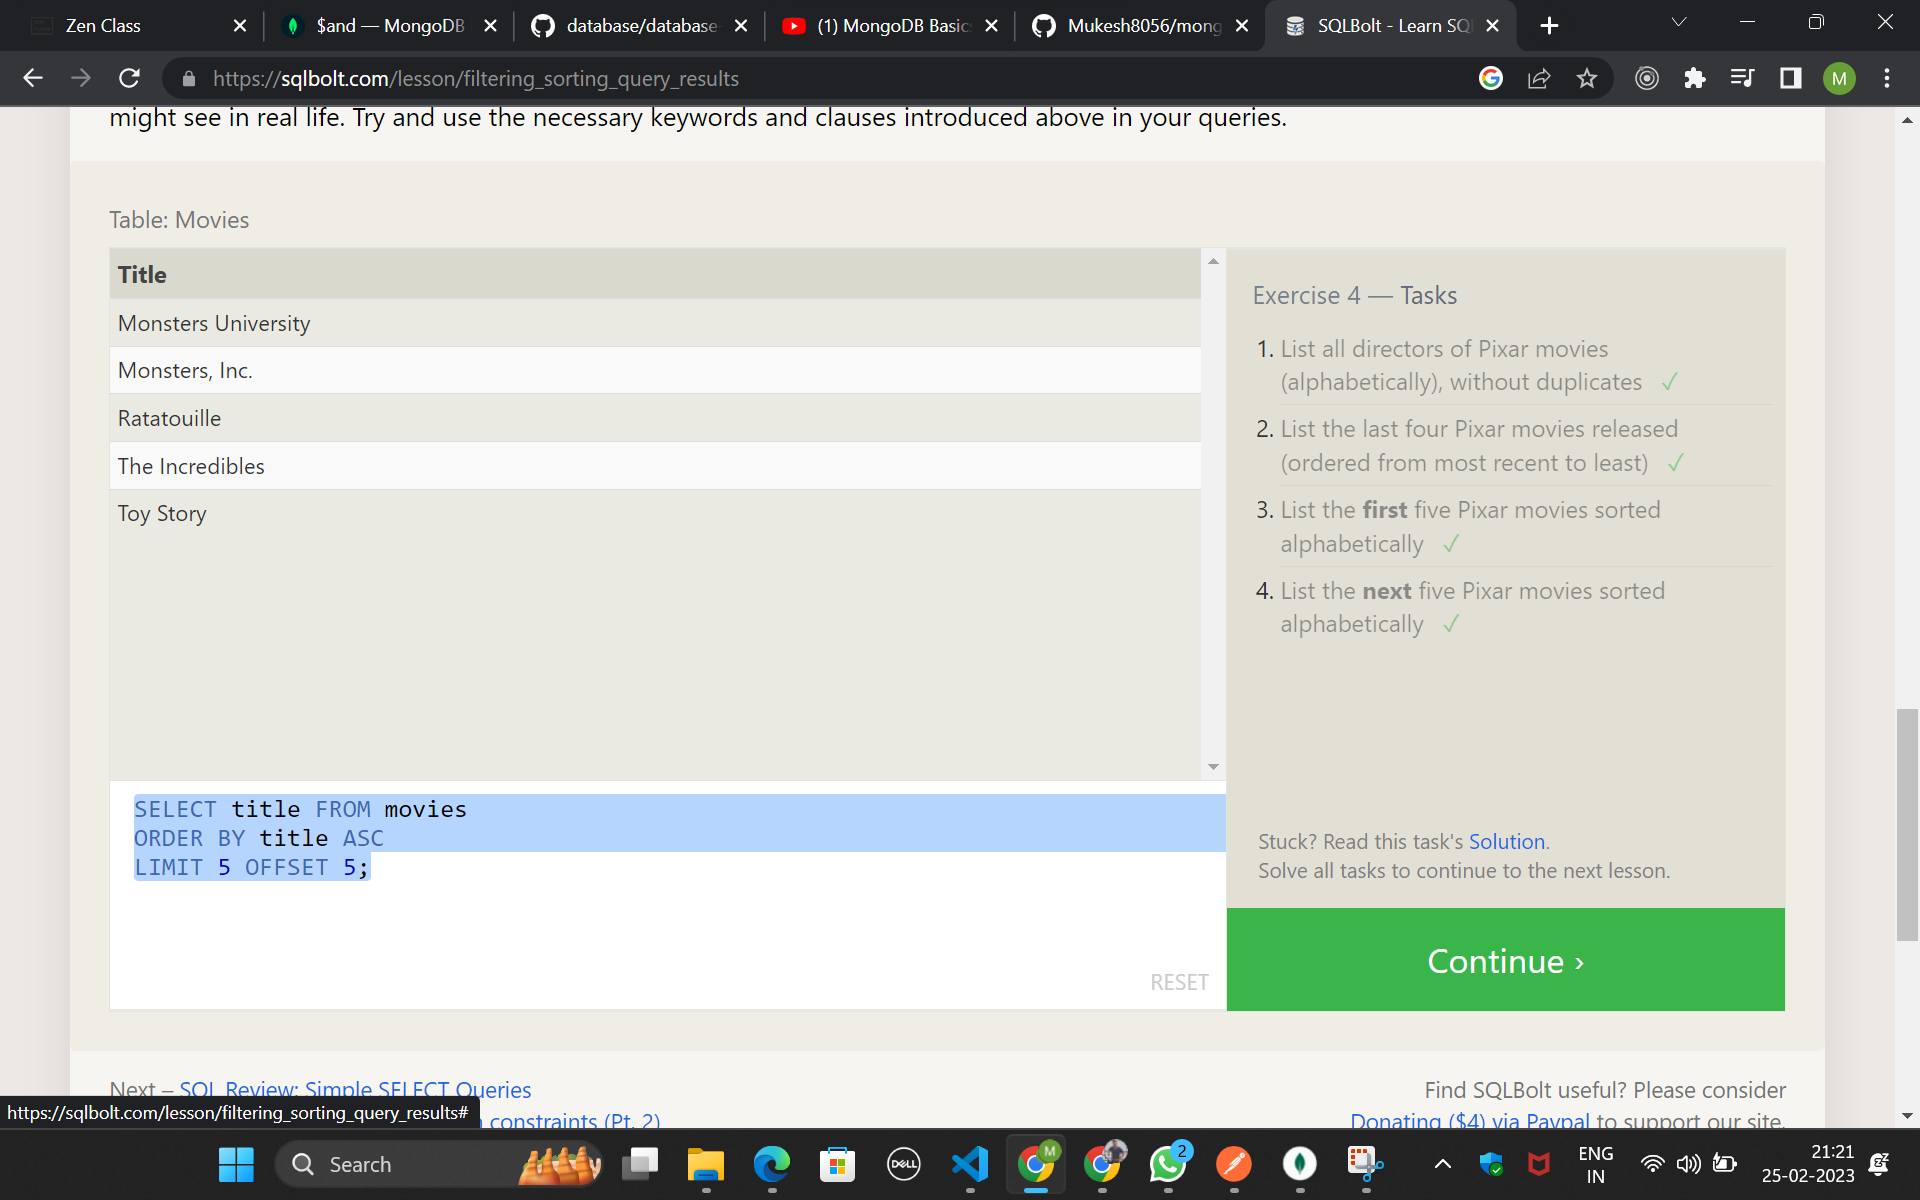 Zen Class
$and — MongoDB
database/database-
(1) MongoDB Basic
Mukesh8056/mong
SQLBolt - Learn SQ
https://sqlbolt.com/lesson/filtering_sorting_query_results
M
might see in real life. Try and use the necessary keywords and clauses introduced above in your queries.
Table: Movies
Title
Monsters University
Monsters, Inc.
Ratatouille
The Incredibles
Toy Story
SELECT title FROM movies
ORDER BY title ASC
LIMIT 5 OFFSET 5;
RESET
Exercise 4 — Tasks
1. List all directors of Pixar movies
(alphabetically), without duplicates ✓
2. List the last four Pixar movies released
(ordered from most recent to least) ✓
3. List the first five Pixar movies sorted
alphabetically ✓
4. List the next five Pixar movies sorted
alphabetically ✓
Stuck? Read this task's Solution.
Solve all tasks to continue to the next lesson.
Continue ›
Next – SQL Review: Simple SELECT Queries
constraints (Pt. 2)
Find SQLBolt useful? Please consider
Donating ($4) via Paypal to support our site.
https://sqlbolt.com/lesson/filtering_sorting_query_results#
Search
DELL
M
2
ENG
IN
21:21
25-02-2023